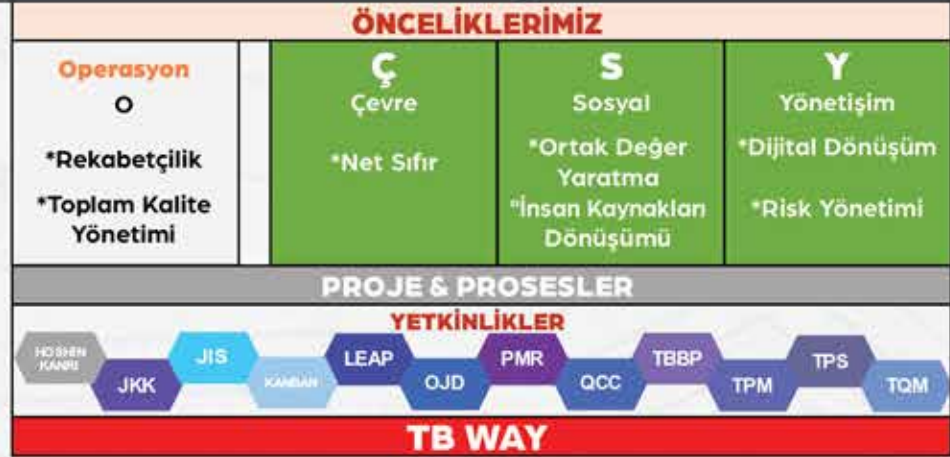 ÖNCELİKLERİMİZ
Operasyon
O
*Rekabetçilik
*Toplam Kalite
Yönetimi
Ç
Çevre
*Net Sıfır
S
Sosyal
*Ortak Değer
Yaratma
*İnsan Kaynakları
Dönüşümü
Y
Yönetişim
*Dijital Dönüşüm
*Risk Yönetimi
PROJE & PROSESLER
YETKİNLİKLER
HOSHIN
KANRI
JKK
JIS
KANBAN
LEAP
OJD
PMR
QCC
TBBP
TPM
TPS
TQM
TB WAY